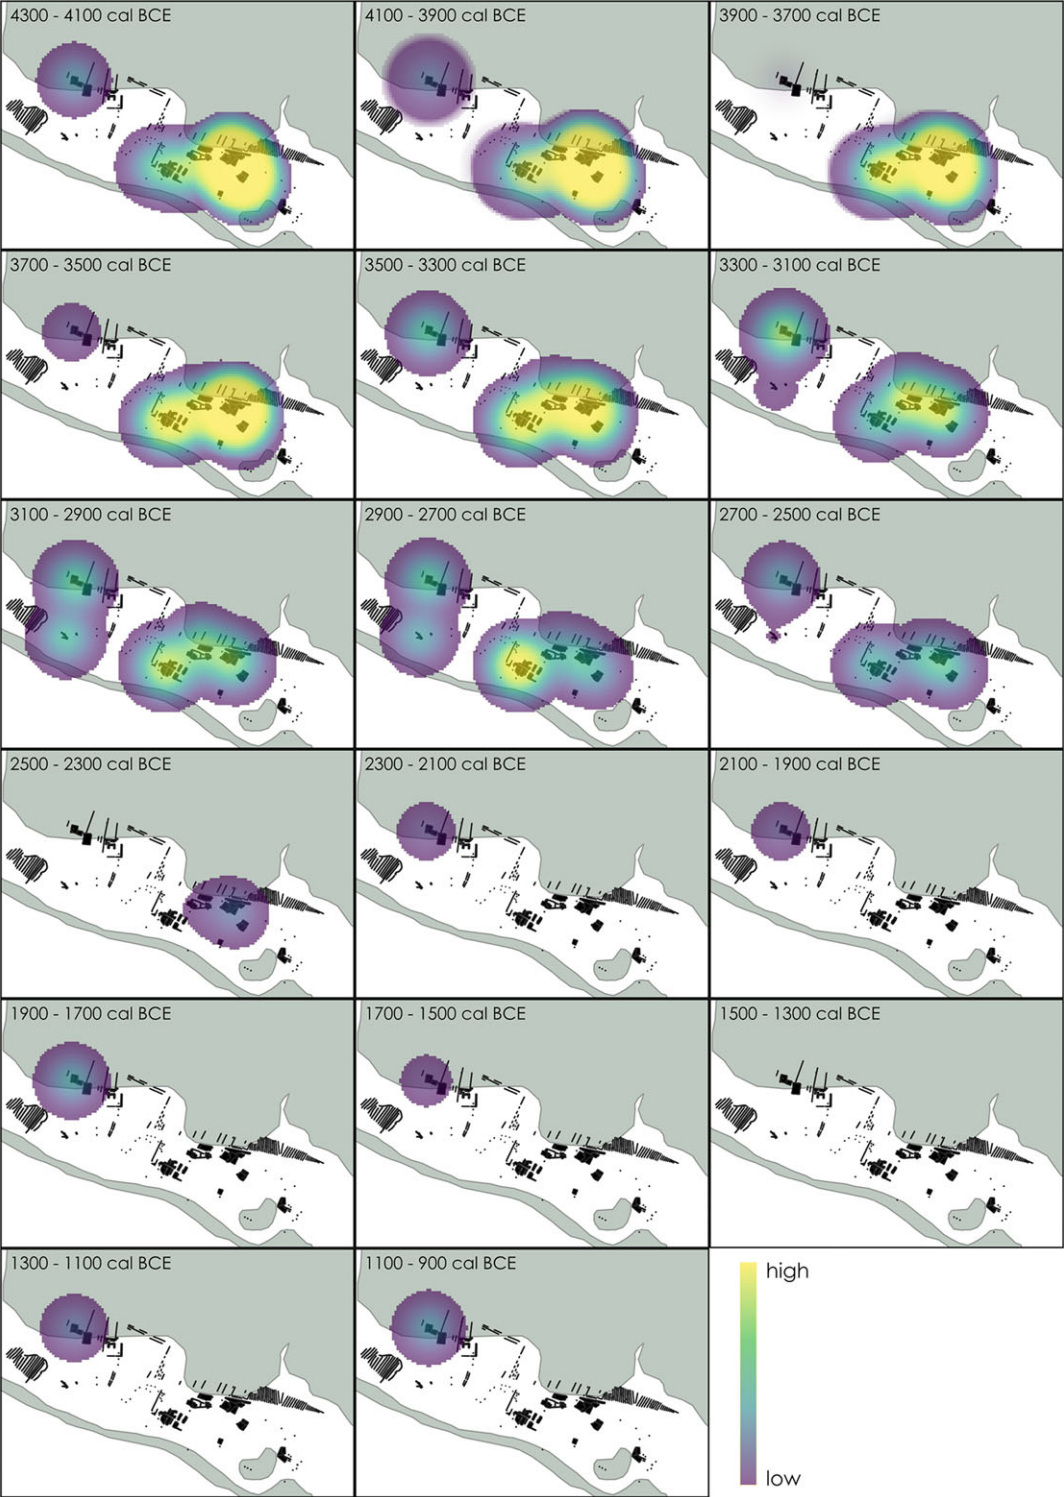 4300 - 4100 cal BCE
4100 - 3900 cal BCE
3900 - 3700 cal BCE
3700 - 3500 cal BCE
3500 - 3300 cal BCE
3300 - 3100 cal BCE
3100 - 2900 cal BCE
2900 - 2700 cal BCE
2700 - 2500 cal BCE
2500 - 2300 cal BCE
2300 - 2100 cal BCE
2100 - 1900 cal BCE
1900 - 1700 cal BCE
1700 - 1500 cal BCE
1500 - 1300 cal BCE
1300 - 1100 cal BCE
1100 - 900 cal BCE
high
low